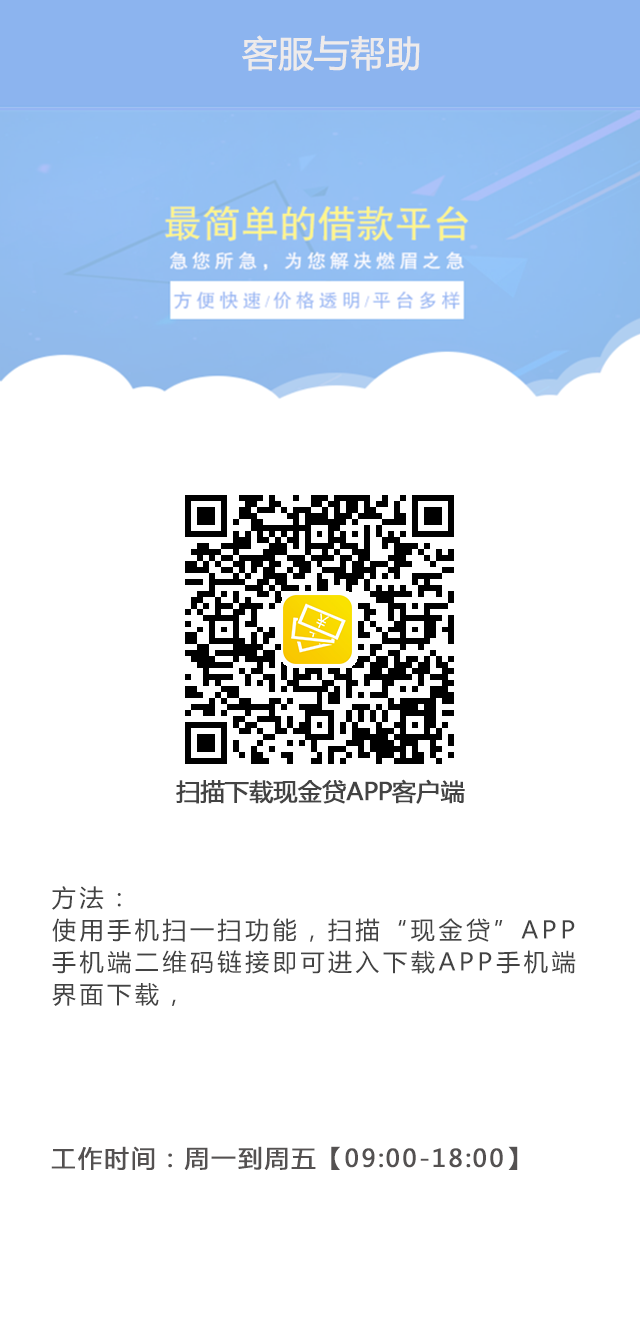 客服与帮助
最简单的借款平台
急您所急，为您解决燃眉之急
方便快速/价格透明/平台多样
扫描下载现金贷APP客户端
方法：
使用手机扫一扫功能，扫描“现金贷”APP
手机端二维码链接即可进入下载APP手机端
界面下载，
工作时间：周一到周五【09:00-18:00】